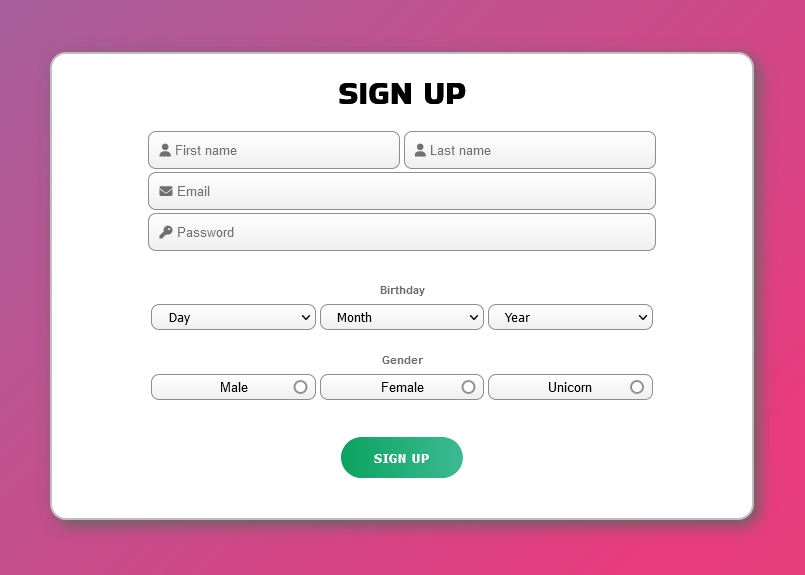 SIGN UP
First name Last name
Email
Password
Birthday
Day Month Year
Gender
Male Female Unicorn
SIGN UP